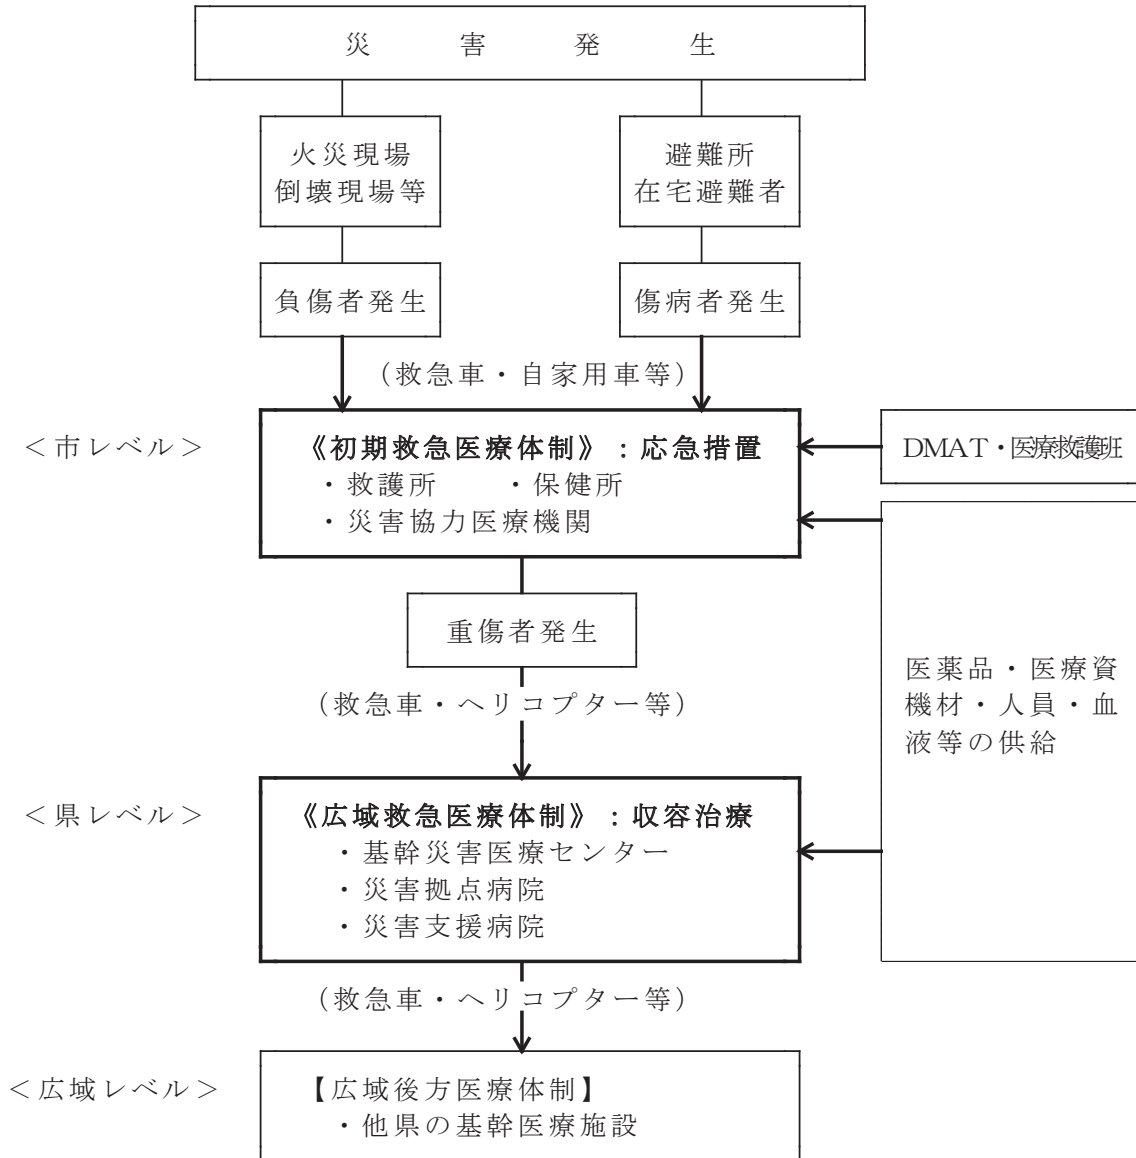 災害発生
火災現場
倒壊現場等
避難所
在宅避難者
負傷者発生
傷病者発生
（救急車・自家用車等）
＜市レベル＞
《初期救急医療体制》：応急措置
・救護所　・保健所
・災害協力医療機関
DMAT・医療救護班
重傷者発生
（救急車・ヘリコプター等）
医薬品・医療資
機材・人員・血
液等の供給
＜県レベル＞
《広域救急医療体制》：収容治療
・基幹災害医療センター
・災害拠点病院
・災害支援病院
（救急車・ヘリコプター等）
＜広域レベル＞
【広域後方医療体制】
・他県の基幹医療施設